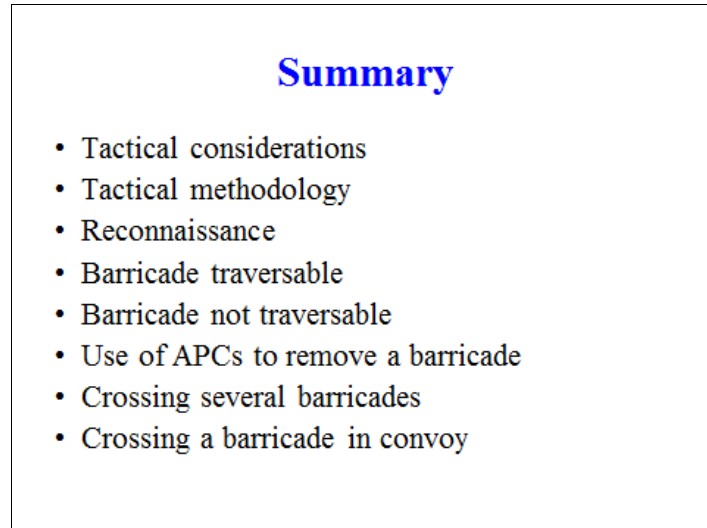 Summary
• Tactical considerations
• Tactical methodology
• Reconnaissance
• Barricade traversable
• Barricade not traversable
• Use of APCs to remove a barricade
• Crossing several barricades
• Crossing a barricade in convoy